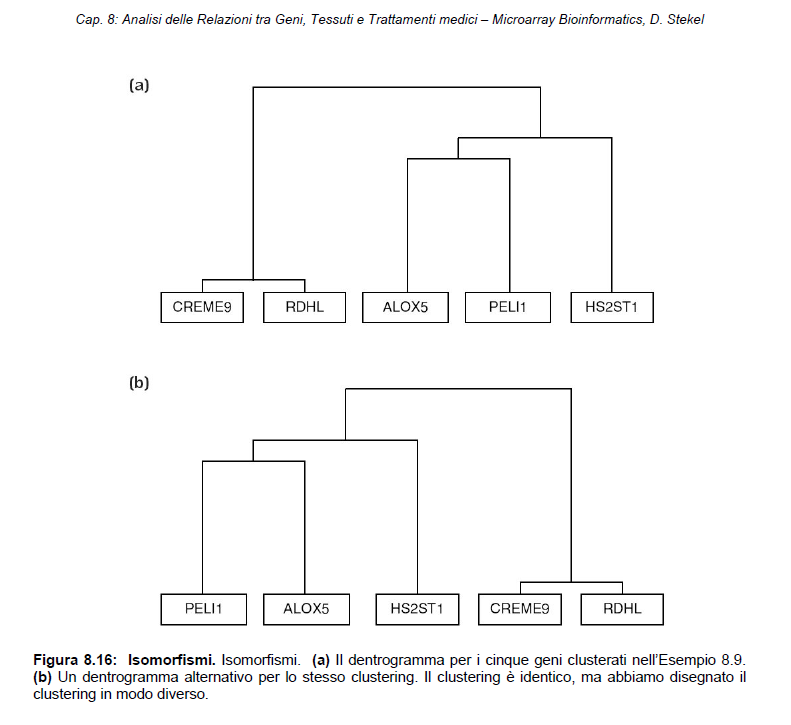 Cap. 8: Analisi delle Relazioni tra Geni, Tessuti e Trattamenti medici – Microarray Bioinformatics, D. Stekel
(a)
CREME9 RDHL ALOX5 PELI1 HS2ST1
(b)
PELI1 ALOX5 HS2ST1 CREME9 RDHL
Figura 8.16: Isomorfismi. Isomorfismi. (a) Il dentrogramma per i cinque geni clusterati nell'Esempio 8.9.
(b) Un dentrogramma alternativo per lo stesso clustering. Il clustering è identico, ma abbiamo disegnato il
clustering in modo diverso.